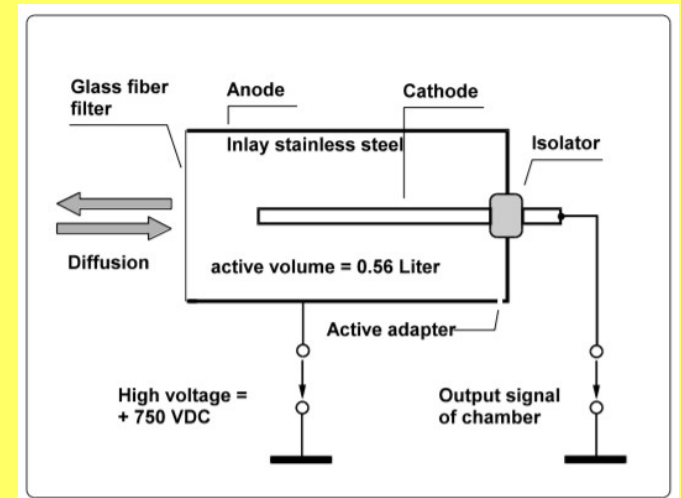 Glass fiber
filter
Anode
Cathode
Inlay stainless steel
Isolator
Diffusion
active volume = 0.56 Liter
Active adapter
High voltage =
+ 750 VDC
Output signal
of chamber